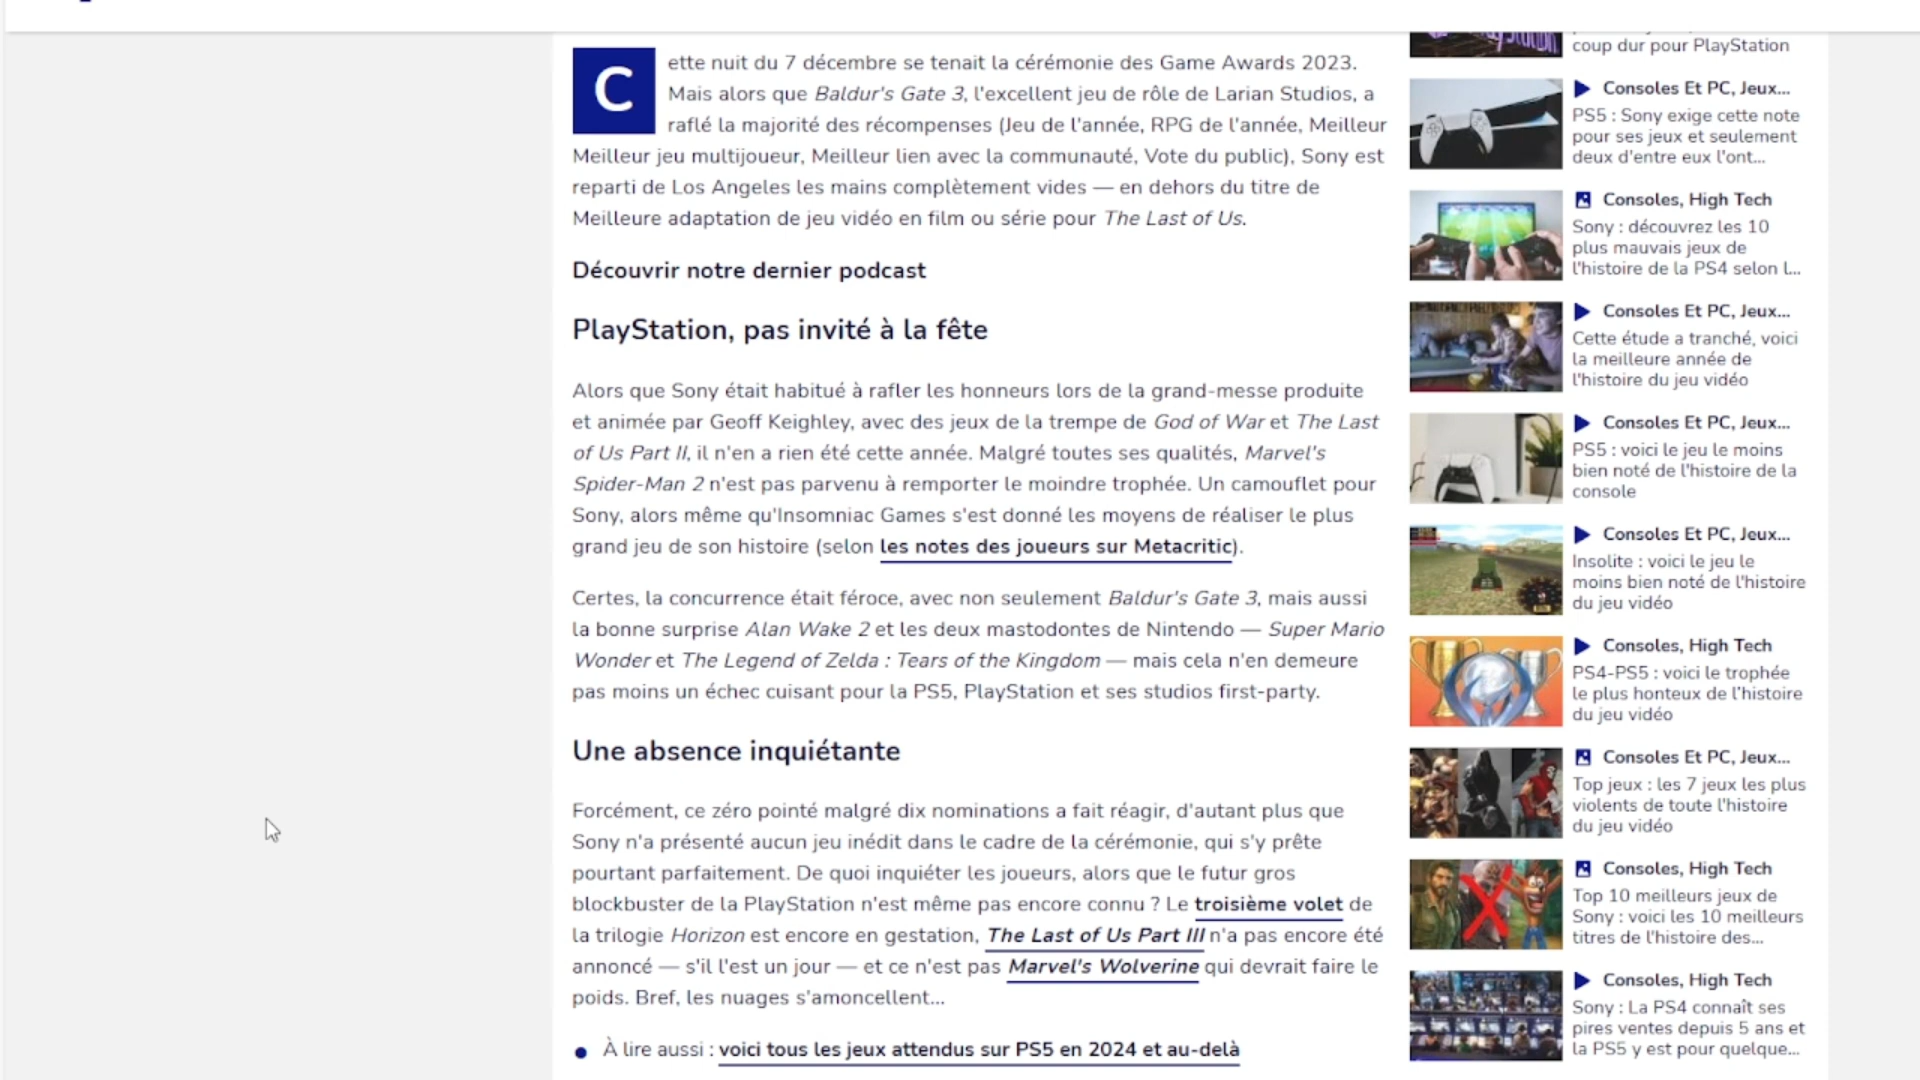 Cette nuit du 7 décembre se tenait la cérémonie des Game Awards 2023.
Mais alors que Baldur's Gate 3, l'excellent jeu de rôle de Larian Studios, a
raflé la majorité des récompenses (Jeu de l'année, RPG de l'année, Meilleur
Meilleur jeu multijoueur, Meilleur lien avec la communauté, Vote du public), Sony est
reparti de Los Angeles les mains complètement vides — en dehors du titre de
Meilleure adaptation de jeu vidéo en film ou série pour The Last of Us.
Découvrir notre dernier podcast
PlayStation, pas invité à la fête
Alors que Sony était habitué à rafler les honneurs lors de la grand-messe produite
et animée par Geoff Keighley, avec des jeux de la trempe de God of War et The Last
of Us Part II, il n'en a rien été cette année. Malgré toutes ses qualités, Marvel's
Spider-Man 2 n'est pas parvenu à remporter le moindre trophée. Un camouflet pour
Sony, alors même qu'Insomniac Games s'est donné les moyens de réaliser le plus
grand jeu de son histoire (selon les notes des joueurs sur Metacritic).
Certes, la concurrence était féroce, avec non seulement Baldur's Gate 3, mais aussi
la bonne surprise Alan Wake 2 et les deux mastodontes de Nintendo — Super Mario
Wonder et The Legend of Zelda : Tears of the Kingdom — mais cela n'en demeure
pas moins un échec cuisant pour la PS5, PlayStation et ses studios first-party.
Une absence inquiétante
Forcément, ce zéro pointé malgré dix nominations a fait réagir, d'autant plus que
Sony n'a présenté aucun jeu inédit dans le cadre de la cérémonie, qui s'y prête
pourtant parfaitement. De quoi inquiéter les joueurs, alors que le futur gros
blockbuster de la PlayStation n'est même pas encore connu ? Le troisième volet de
la trilogie Horizon est encore en gestation, The Last of Us Part III n'a pas encore été
annoncé — s'il l'est un jour — et ce n'est pas Marvel's Wolverine qui devrait faire le
poids. Bref, les nuages s'amoncellent...
À lire aussi : voici tous les jeux attendus sur PS5 en 2024 et au-delà
coup dur pour PlayStation
Consoles Et PC, Jeux...
PS5 : Sony exige cette note
pour ses jeux et seulement
deux d'entre eux l'ont...
Consoles, High Tech
Sony : découvrez les 10
plus mauvais jeux de
l'histoire de la PS4 selon l...
Consoles Et PC, Jeux...
Cette étude a tranché, voici
la meilleure année de
l'histoire du jeu vidéo
Consoles Et PC, Jeux...
PS5 : voici le jeu le moins
bien noté de l'histoire de la
console
Consoles Et PC, Jeux...
Insolite : voici le jeu le
moins bien noté de l'histoire
du jeu vidéo
Consoles, High Tech
PS4-PS5 : voici le trophée
le plus honteux de l'histoire
du jeu vidéo
Consoles Et PC, Jeux...
Top jeux : les 7 jeux les plus
violents de toute l'histoire
du jeu vidéo
Consoles, High Tech
Top 10 meilleurs jeux de
Sony : voici les 10 meilleurs
titres de l'histoire des...
Consoles, High Tech
Sony : La PS4 connaît ses
pires ventes depuis 5 ans et
la PS5 y est pour quelque...